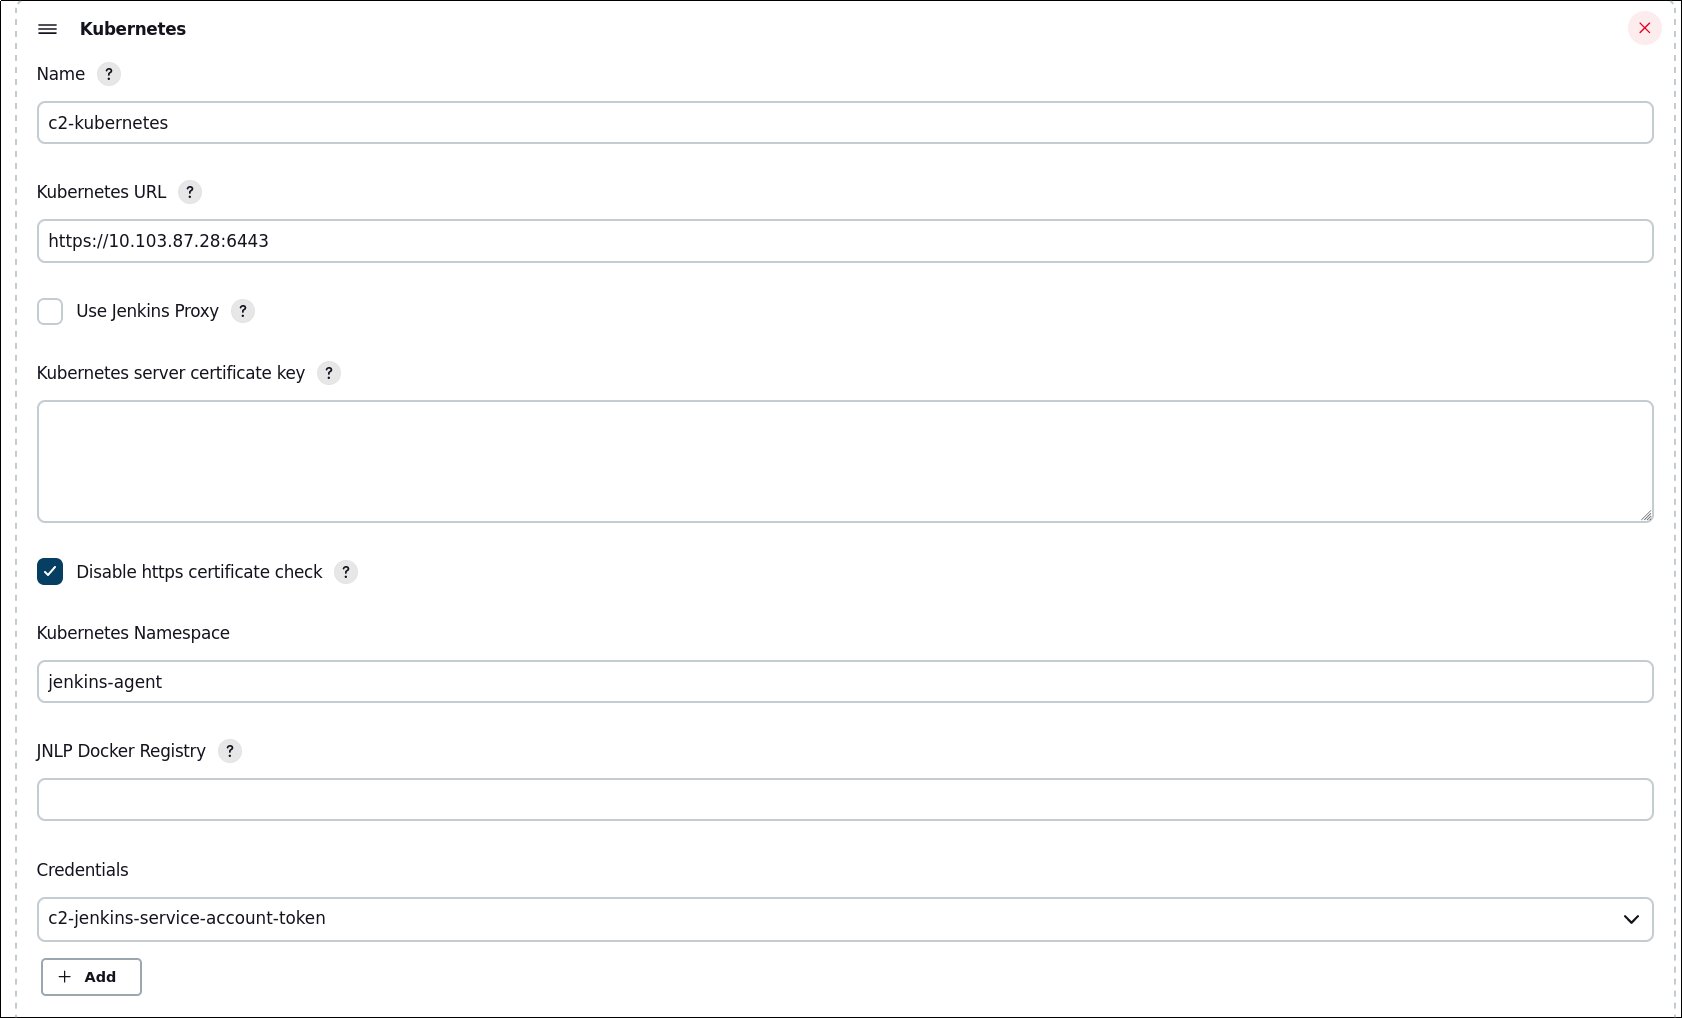 Kubernetes
Name ?
c2-kubernetes
Kubernetes URL ?
https://10.103.87.28:6443
Use Jenkins Proxy ?
Kubernetes server certificate key ?
Disable https certificate check ?
Kubernetes Namespace
jenkins-agent
JNLP Docker Registry ?
Credentials
c2-jenkins-service-account-token
+ Add